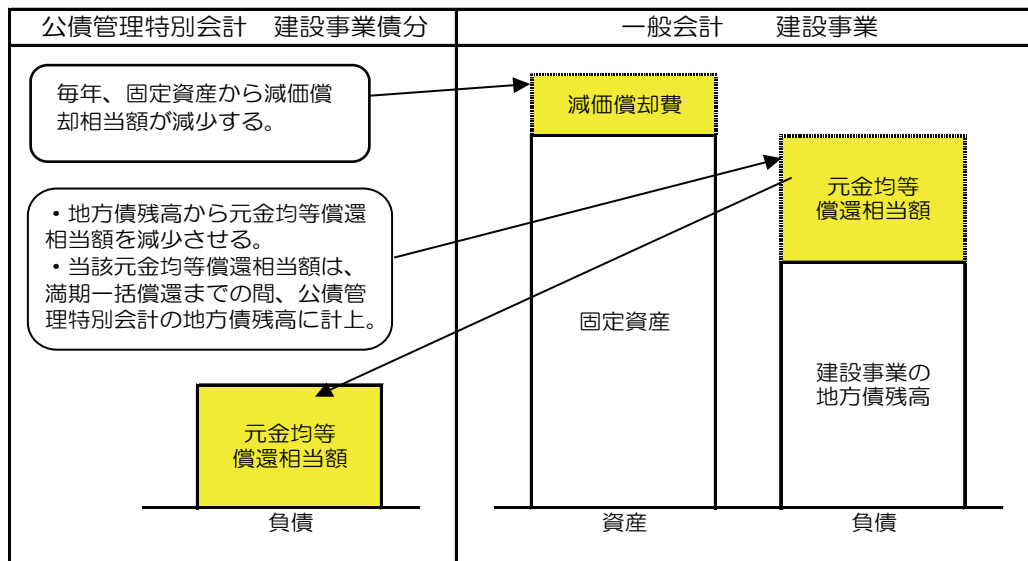 公債管理特別会計　建設事業債分
一般会計　　建設事業
毎年、固定資産から減価償
却相当額が減少する。
減価償却費
・地方債残高から元金均等償還
相当額を減少させる。
・当該元金均等償還相当額は、
満期一括償還までの間、公債管
理特別会計の地方債残高に計上。
元金均等
償還相当額
固定資産
建設事業の
地方債残高
元金均等
償還相当額
負債
資産
負債